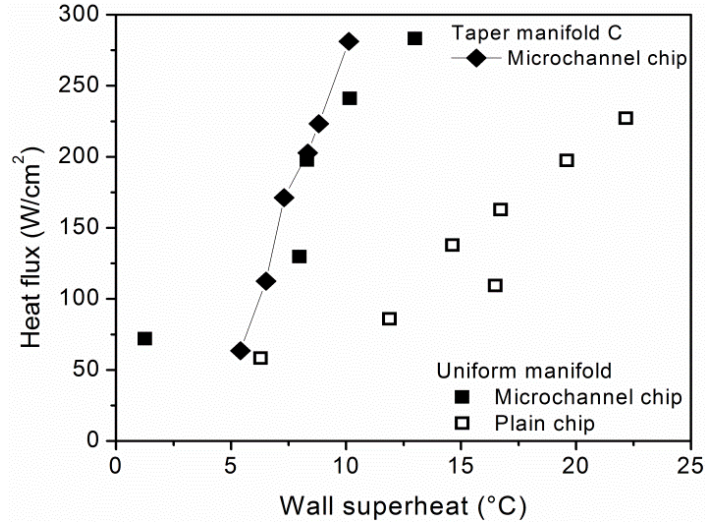 300
250
200
150
100
50
0
Heat flux (W/cm²)
Taper manifold C
Microchannel chip
Uniform manifold
Microchannel chip
Plain chip
0 5 10 15 20 25
Wall superheat (°C)